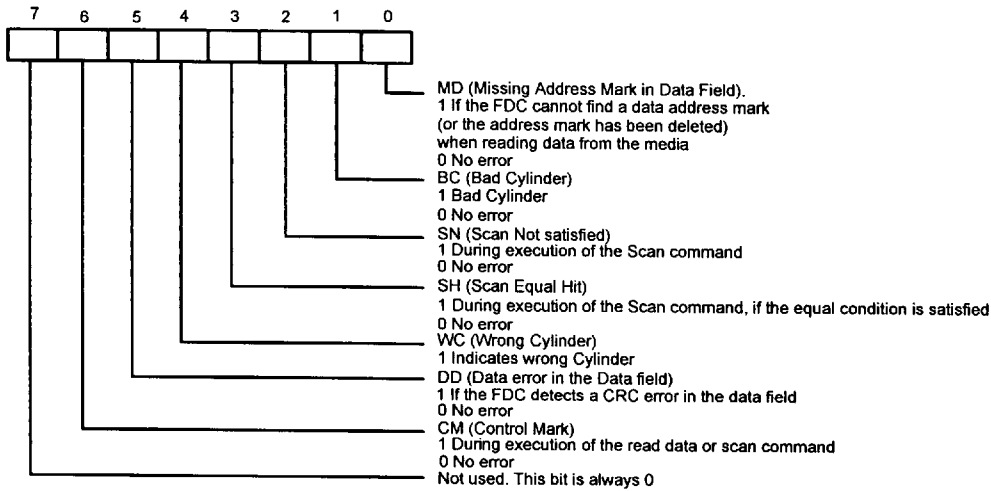 7 6 5 4 3 2 1 0
MD (Missing Address Mark in Data Field).
1 If the FDC cannot find a data address mark
(or the address mark has been deleted)
when reading data from the media
0 No error
BC (Bad Cylinder)
1 Bad Cylinder
0 No error
SN (Scan Not satisfied)
1 During execution of the Scan command
0 No error
SH (Scan Equal Hit)
1 During execution of the Scan command, if the equal condition is satisfied
0 No error
WC (Wrong Cylinder)
1 Indicates wrong Cylinder
DD (Data error in the Data field)
1 If the FDC detects a CRC error in the data field
0 No error
CM (Control Mark)
1 During execution of the read data or scan command
0 No error
Not used. This bit is always 0